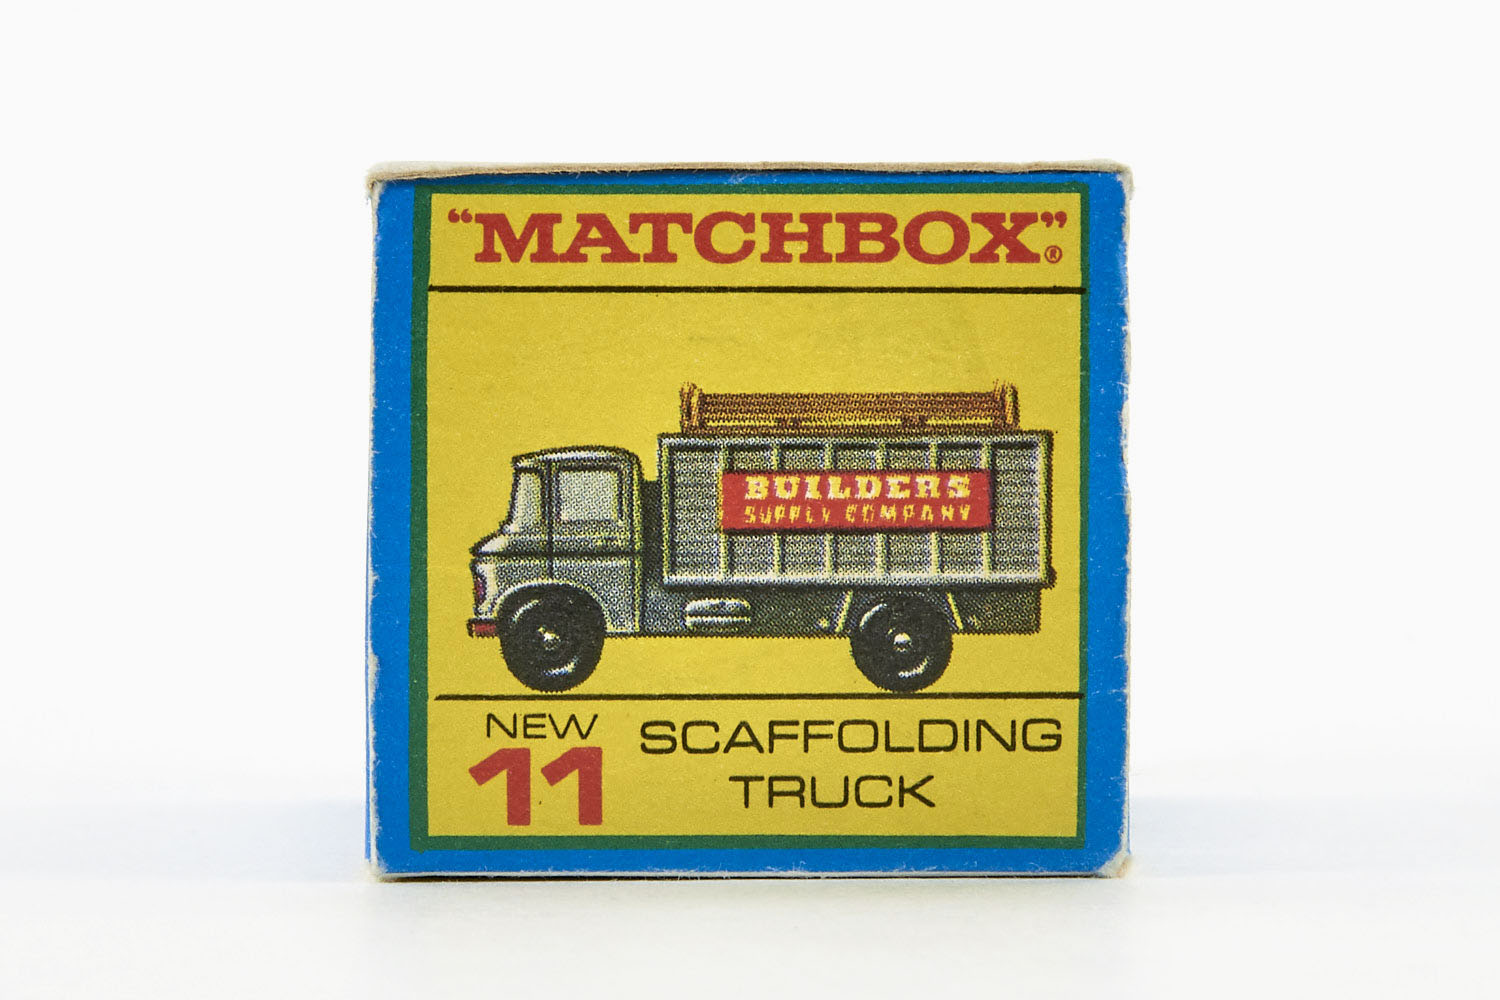 “MATCHBOX”®
BUILDERS
SUPPLY COMPANY
NEW
11
SCAFFOLDING
TRUCK